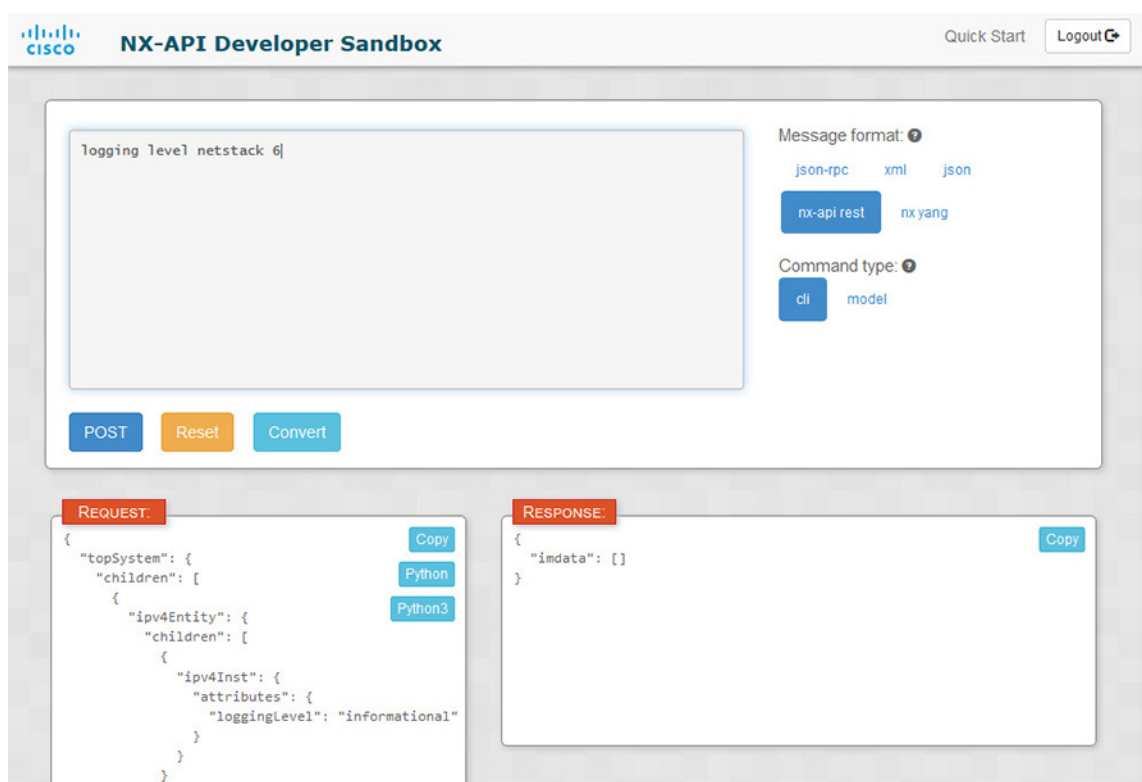 CISCO NX-API Developer Sandbox Quick Start Logout
logging level netstack 6
Message format:
json-rpc xml json
nx-api rest nx yang
Command type:
cli model
POST Reset Convert
REQUEST:
{
"topSystem": {
"children": [
{
"ipv4Entity": {
"children": [
{
"ipv4Inst": {
"attributes": {
"loggingLevel": "informational"
}
}
}
Copy
Python
Python3
RESPONSE:
{
"imdata": []
}
Copy